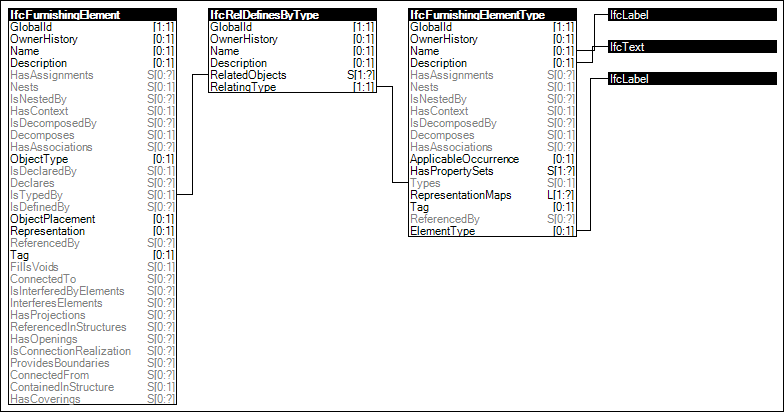 IfcFurnishingElement
GlobalId [1:1]
OwnerHistory [0:1]
Name [0:1]
Description [0:1]
HasAssignments S[0:?]
Nests S[0:1]
IsNestedBy S[0:?]
HasContext S[0:1]
IsDecomposedBy S[0:?]
Decomposes S[0:1]
HasAssociations S[0:?]
ObjectType [0:1]
IsDeclaredBy S[0:1]
Declares S[0:?]
IsTypedBy S[0:1]
IsDefinedBy S[0:?]
ObjectPlacement [0:1]
Representation [0:1]
ReferencedBy S[0:?]
Tag [0:1]
FillsVoids S[0:1]
ConnectedTo S[0:?]
IsInterferedByElements S[0:?]
InterferesElements S[0:?]
HasProjections S[0:?]
ReferencedInStructures S[0:?]
HasOpenings S[0:?]
IsConnectionRealization S[0:?]
ProvidesBoundaries S[0:?]
ConnectedFrom S[0:?]
ContainedInStructure S[0:1]
HasCoverings S[0:?]
IfcRelDefinesByType
GlobalId [1:1]
OwnerHistory [0:1]
Name [0:1]
Description [0:1]
RelatedObjects S[1:?]
RelatingType [1:1]
IfcFurnishingElementType
GlobalId [1:1]
OwnerHistory [0:1]
Name [0:1]
Description [0:1]
HasAssignments S[0:?]
Nests S[0:1]
IsNestedBy S[0:?]
HasContext S[0:1]
IsDecomposedBy S[0:?]
Decomposes S[0:1]
HasAssociations S[0:?]
ApplicableOccurrence [0:1]
HasPropertySets S[1:?]
Types S[0:1]
RepresentationMaps L[1:?]
Tag [0:1]
ReferencedBy S[0:?]
ElementType [0:1]
IfcLabel
IfcText
IfcLabel